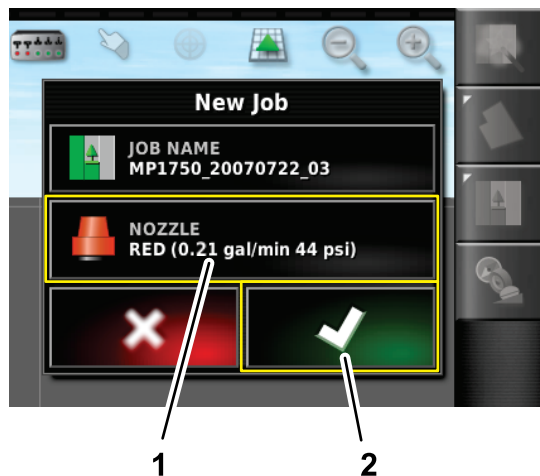 New Job
JOB NAME
MP1750_20070722_03
NOZZLE
RED (0.21 gal/min 44 psi)
1
2